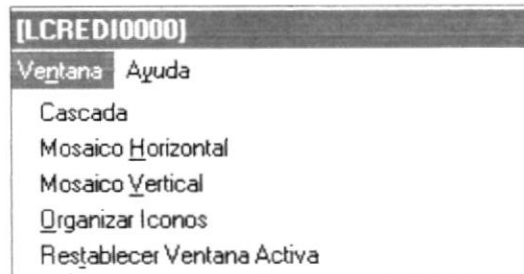 [LCREDI0000]
Ventana Ayuda
Cascada
Mosaico Horizontal
Mosaico Vertical
Organizar Iconos
Restablecer Ventana Activa